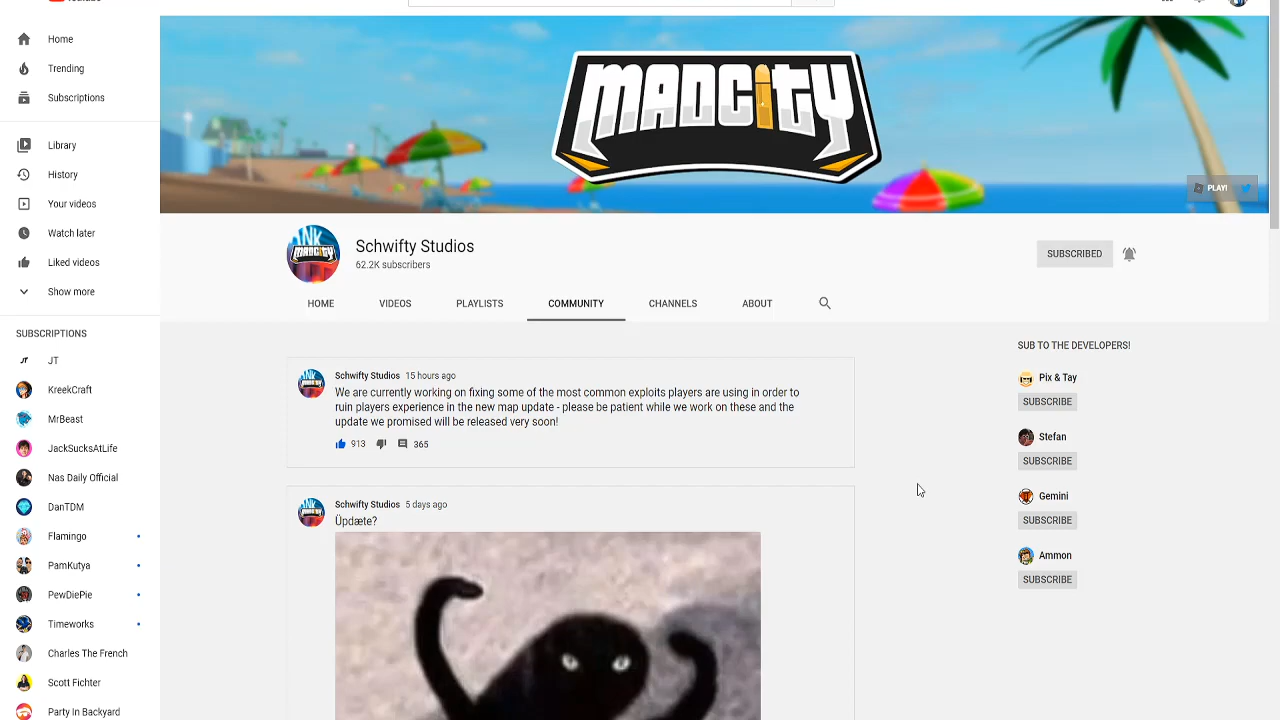 Home
Trending
Subscriptions
Library
History
Your videos
Watch later
Liked videos
Show more
SUBSCRIPTIONS
JT
KreekCraft
MrBeast
JackSucksAtLife
Nas Daily Official
DanTDM
Flamingo
PamKutya
PewDiePie
Timeworks
Charles The French
Scott Fichter
Party In Backyard
MADCITY
PLAY!
Schwifty Studios
62.2K subscribers
SUBSCRIBED
HOME VIDEOS PLAYLISTS COMMUNITY CHANNELS ABOUT
Schwifty Studios 15 hours ago
We are currently working on fixing some of the most common exploits players are using in order to
ruin players experience in the new map update - please be patient while we work on these and the
update we promised will be released very soon!
913 365
Schwifty Studios 5 days ago
Üpdæte?
SUB TO THE DEVELOPERS!
Pix & Tay
SUBSCRIBE
Stefan
SUBSCRIBE
Gemini
SUBSCRIBE
Ammon
SUBSCRIBE